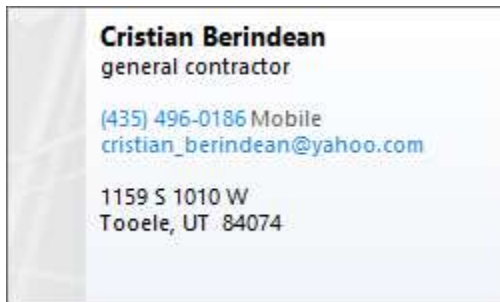 Cristian Berindean
general contractor
(435) 496-0186 Mobile
cristian_berindean@yahoo.com
1159 S 1010 W
Tooele, UT  84074